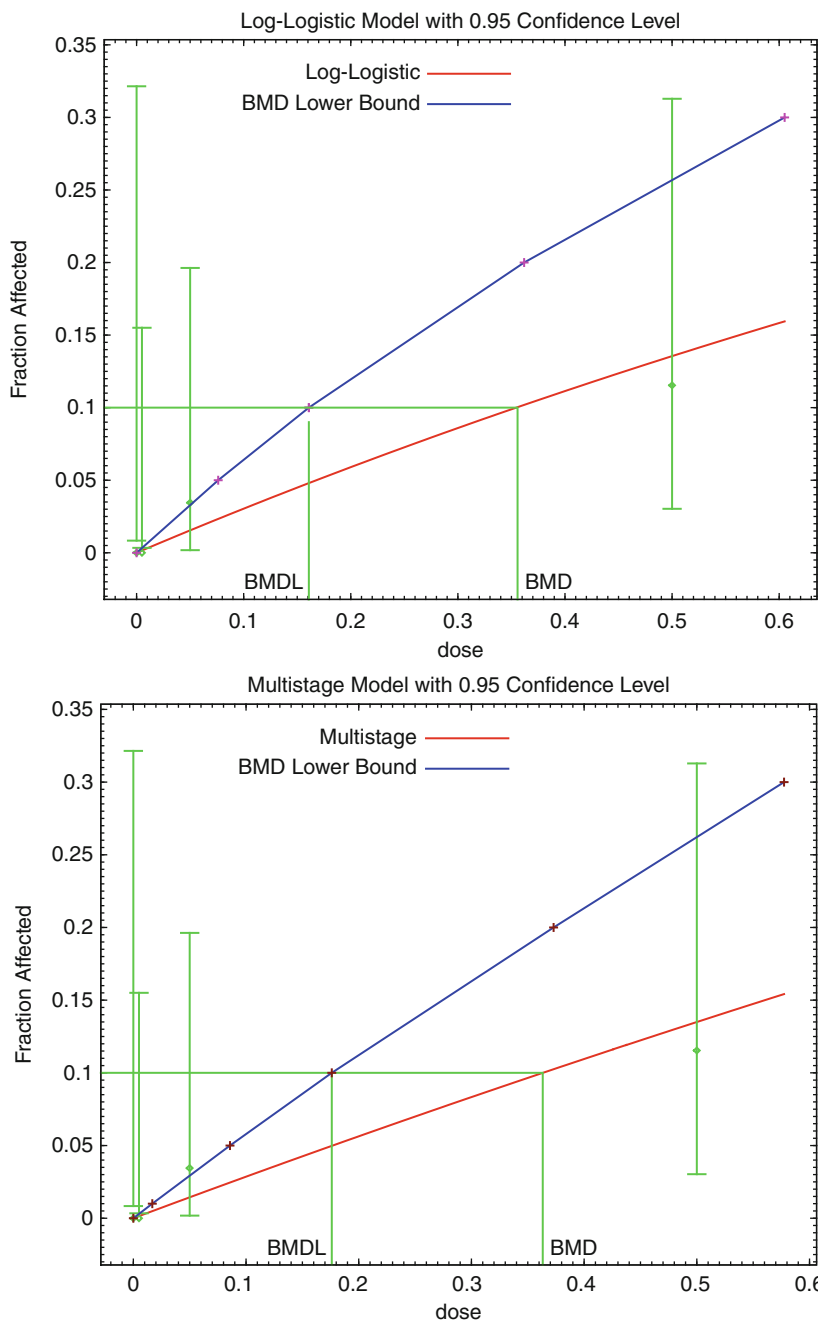 Log-Logistic Model with 0.95 Confidence Level
0.35
Log-Logistic
BMD Lower Bound
0.3
0.25
0.2
0.15
0.1
0.05
0
Fraction Affected
BMDL BMD
0 0.1 0.2 0.3 0.4 0.5 0.6
dose
Multistage Model with 0.95 Confidence Level
0.35
Multistage
BMD Lower Bound
0.3
0.25
0.2
0.15
0.1
0.05
0
Fraction Affected
BMDL BMD
0 0.1 0.2 0.3 0.4 0.5 0.6
dose